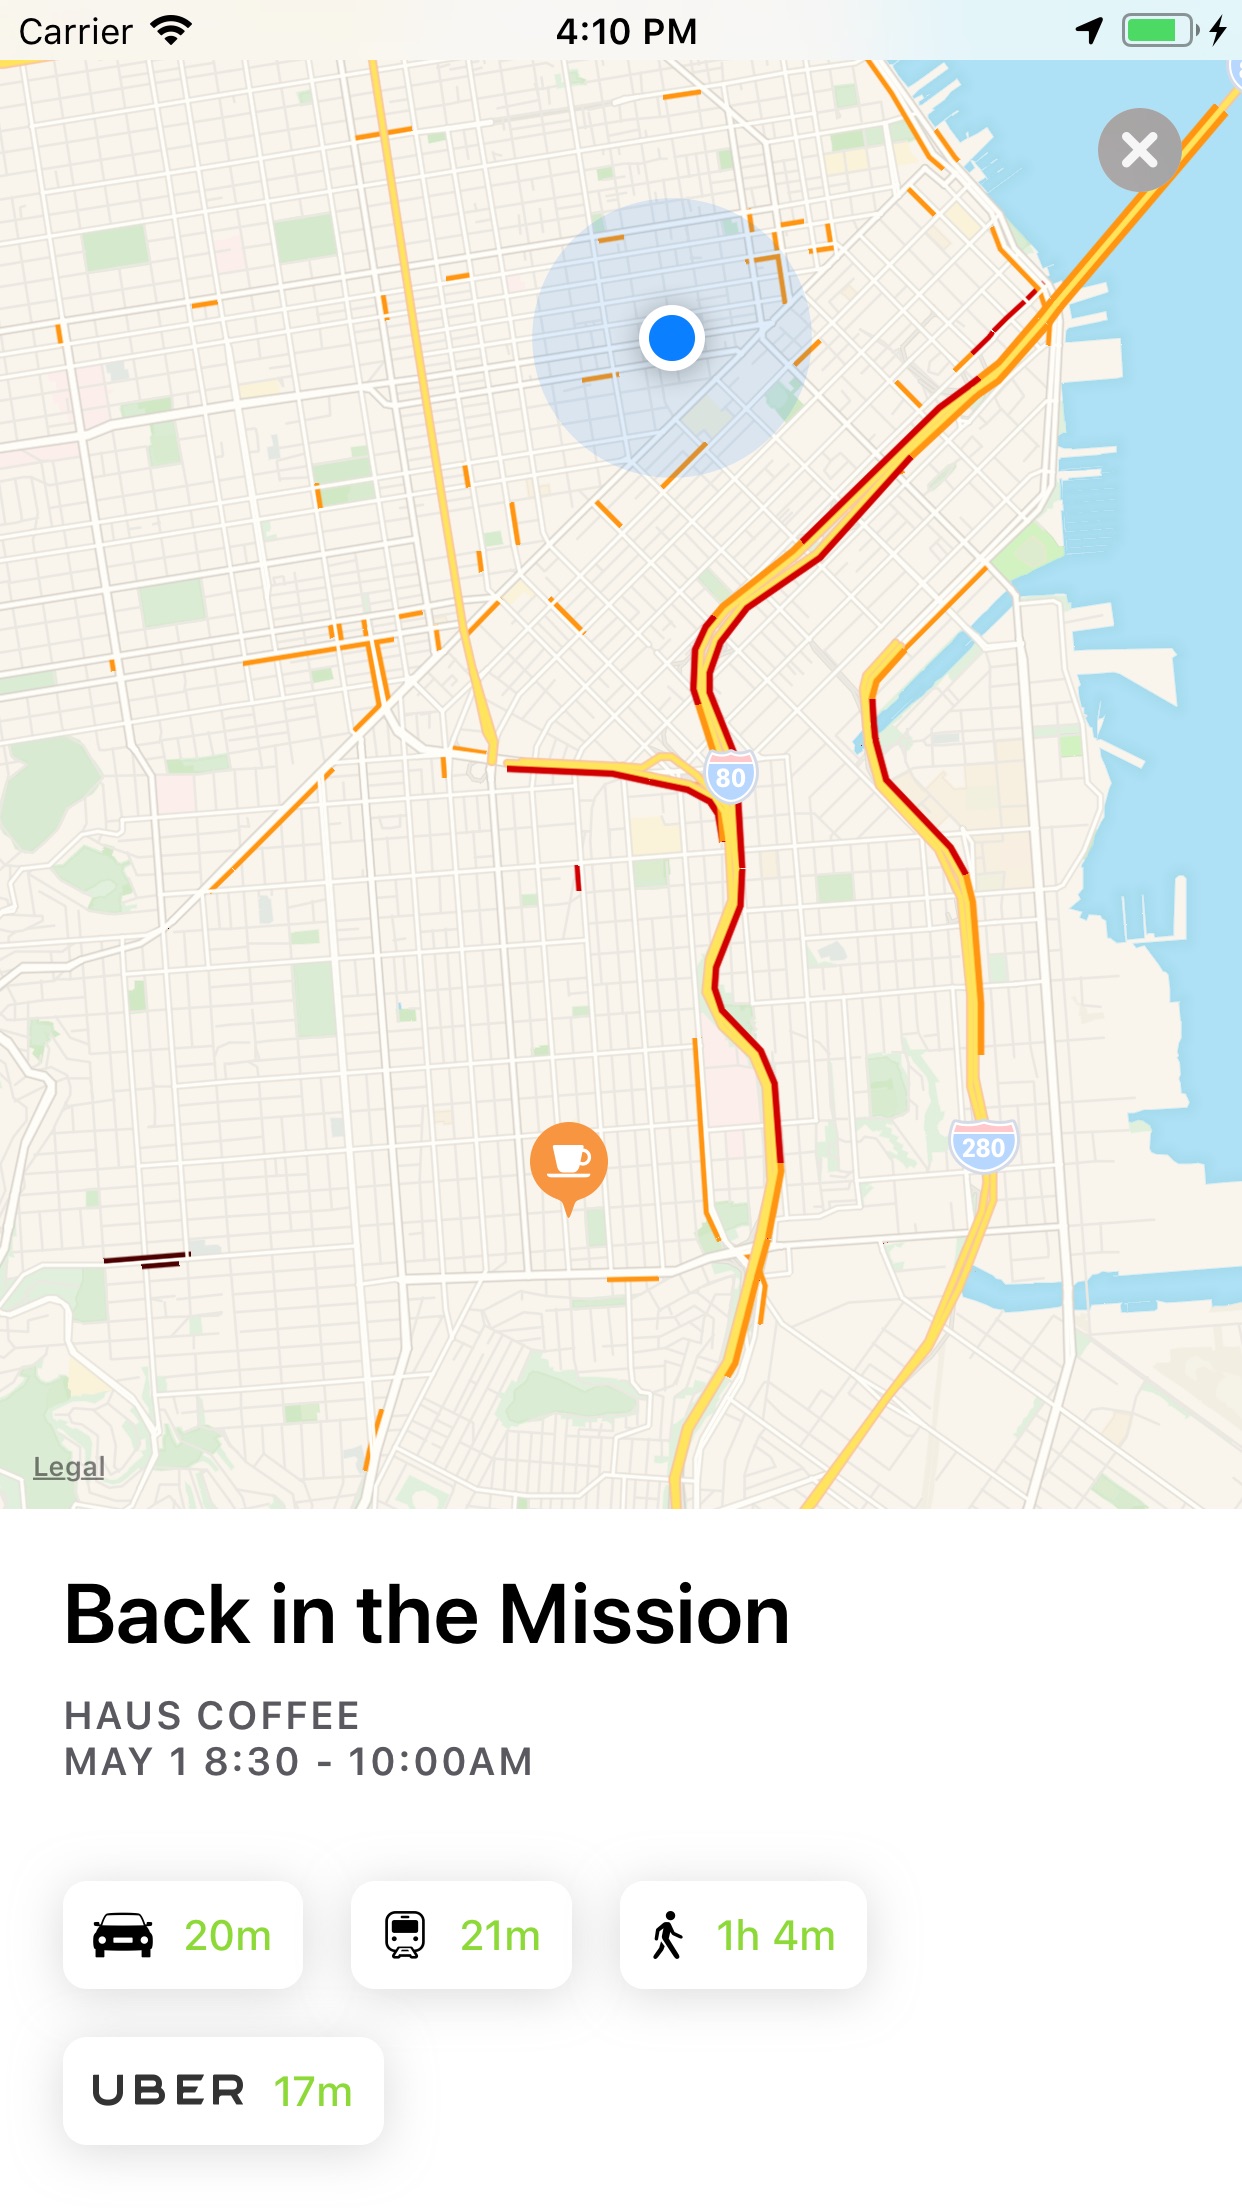 Carrier 4:10 PM
80
280
Legal
Back in the Mission
HAUS COFFEE
MAY 1 8:30 - 10:00AM
20m 21m 1h 4m
UBER 17m